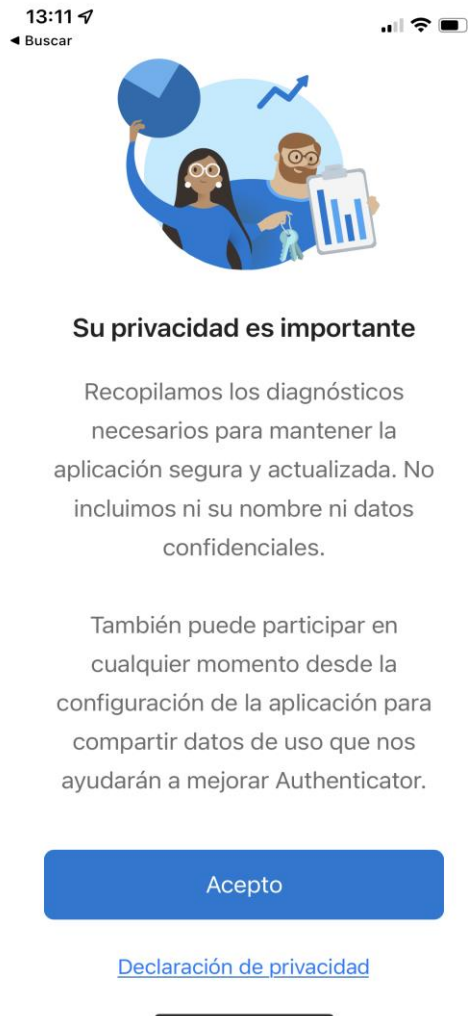 13:11
◄ Buscar
Su privacidad es importante
Recopilamos los diagnósticos
necesarios para mantener la
aplicación segura y actualizada. No
incluimos ni su nombre ni datos
confidenciales.
También puede participar en
cualquier momento desde la
configuración de la aplicación para
compartir datos de uso que nos
ayudarán a mejorar Authenticator.
Acepto
Declaración de privacidad